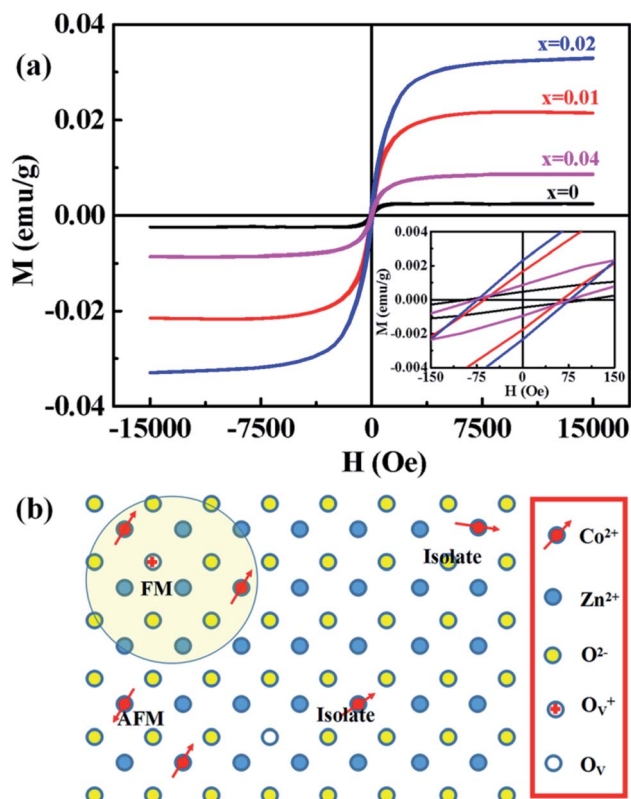 (a)
0.04
0.02
0.00
-0.02
-0.04
M (emu/g)
x=0.02
x=0.01
x=0.04
x=0
0.004
0.002
0.000
-0.002
-0.004
M (emu/g)
-150 -75 0 75 150
H (Oe)
-15000 -7500 0 7500 15000
H (Oe)
(b)
FM
Isolate
AFM
Isolate
Co²⁺
Zn²⁺
O²⁻
Oᵥ⁺
Oᵥ